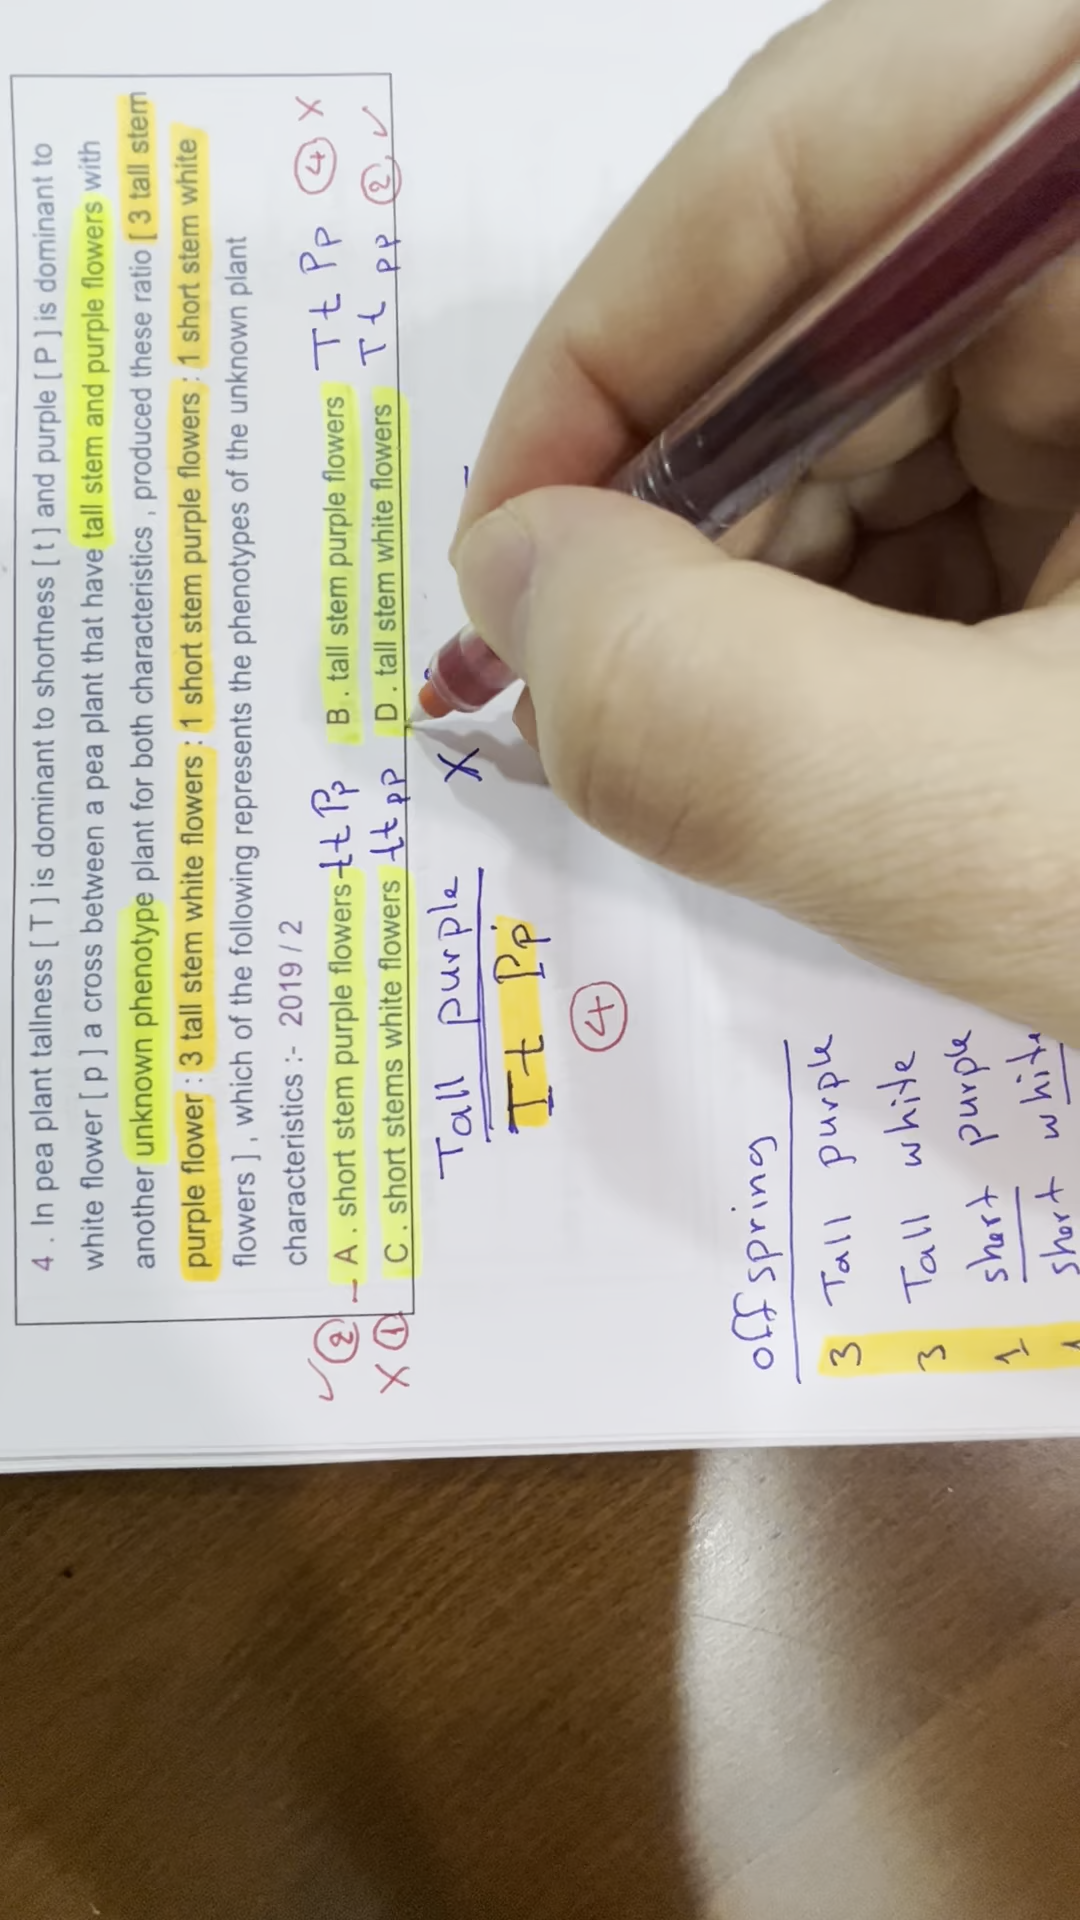 4 . In pea plant tallness [ T ] is dominant to shortness [ t ] and purple [ P ] is dominant to
white flower [ p ] a cross between a pea plant that have tall stem and purple flowers with
another unknown phenotype plant for both characteristics , produced these ratio [ 3 tall stem
purple flower : 3 tall stem white flowers : 1 short stem purple flowers : 1 short stem white
flowers ] , which of the following represents the phenotypes of the unknown plant
characteristics :- 2019 / 2
✓ 2 – A . short stem purple flowers tt Pp B . tall stem purple flowers Tt Pp 4 X
X 1 C . short stems white flowers tt pp D . tall stem white flowers Tt pp 2 ✓
Tall purple X
Tt Pp
4
offspring
3 Tall purple
3 Tall white
1 short purple
1 short white